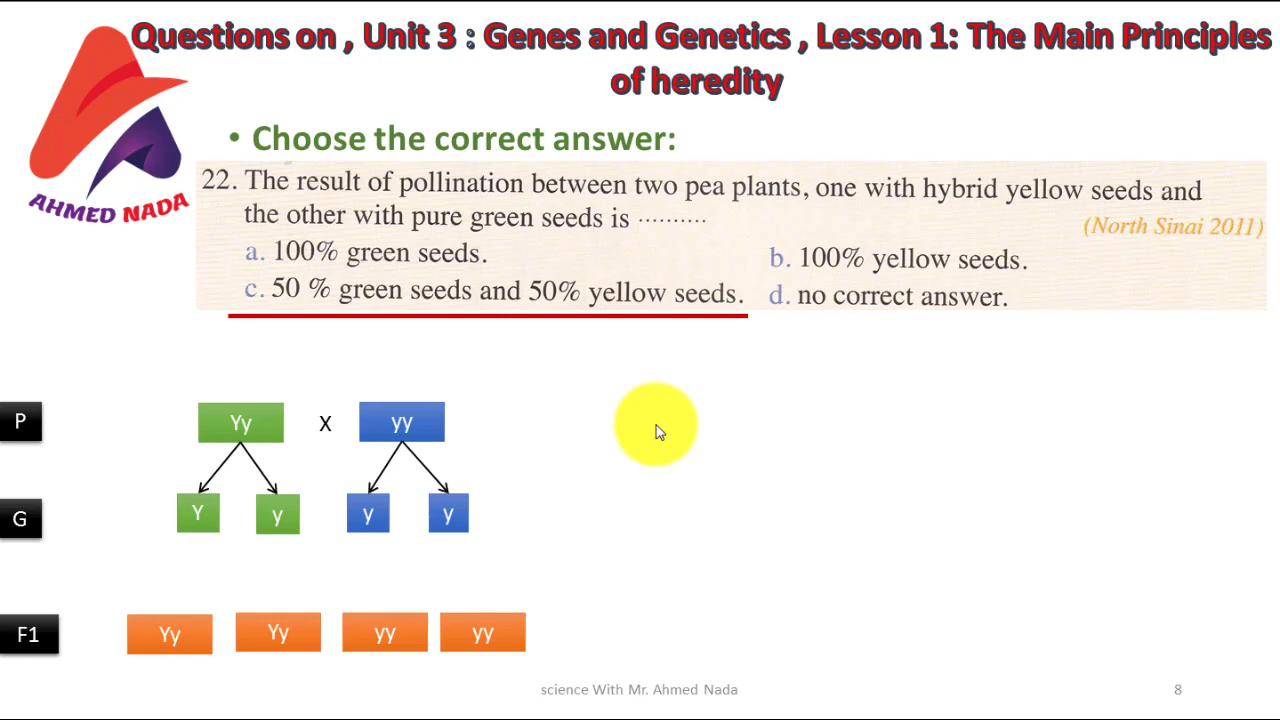 Questions on , Unit 3 : Genes and Genetics , Lesson 1: The Main Principles
of heredity
AHMED NADA
• Choose the correct answer:
22. The result of pollination between two pea plants, one with hybrid yellow seeds and
the other with pure green seeds is ..........
(North Sinai 2011)
a. 100% green seeds.
b. 100% yellow seeds.
c. 50 % green seeds and 50% yellow seeds.
d. no correct answer.
P
Yy X yy
G
Y y y y
F1
Yy Yy yy yy
science With Mr. Ahmed Nada
8